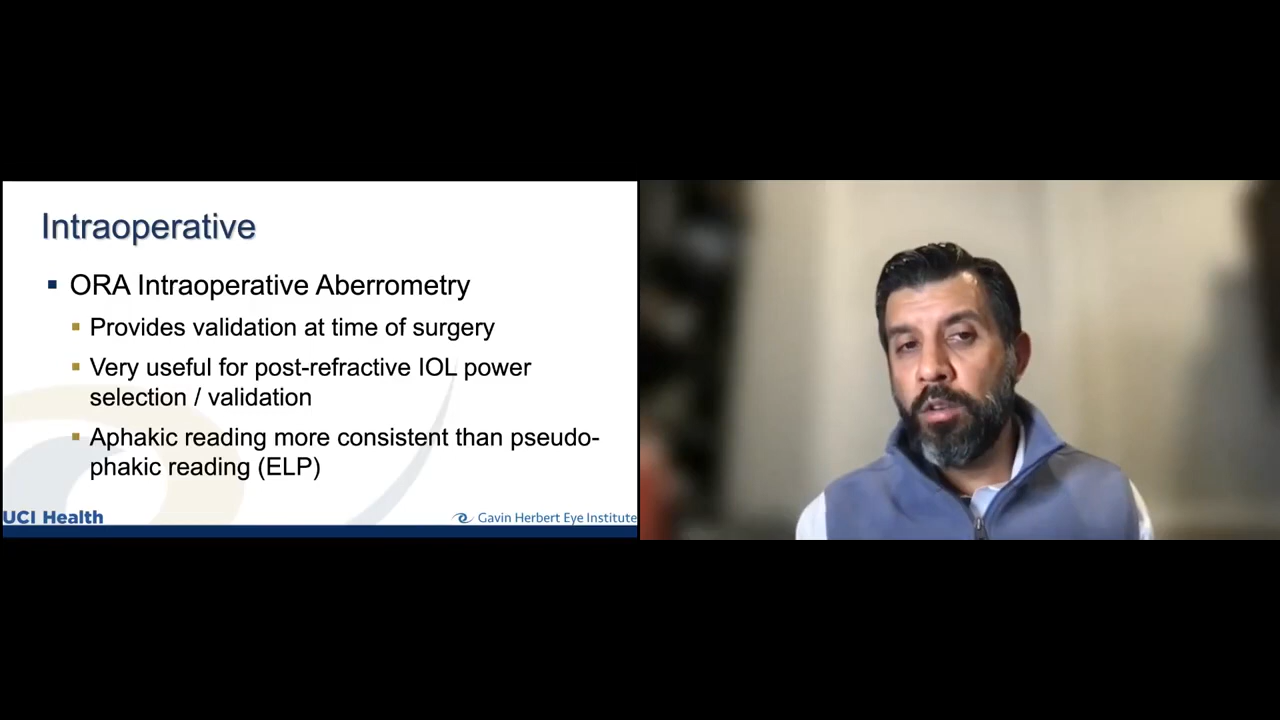 Intraoperative
ORA Intraoperative Aberrometry
Provides validation at time of surgery
Very useful for post-refractive IOL power
selection / validation
Aphakic reading more consistent than pseudo-
phakic reading (ELP)
UCI Health
Gavin Herbert Eye Institute